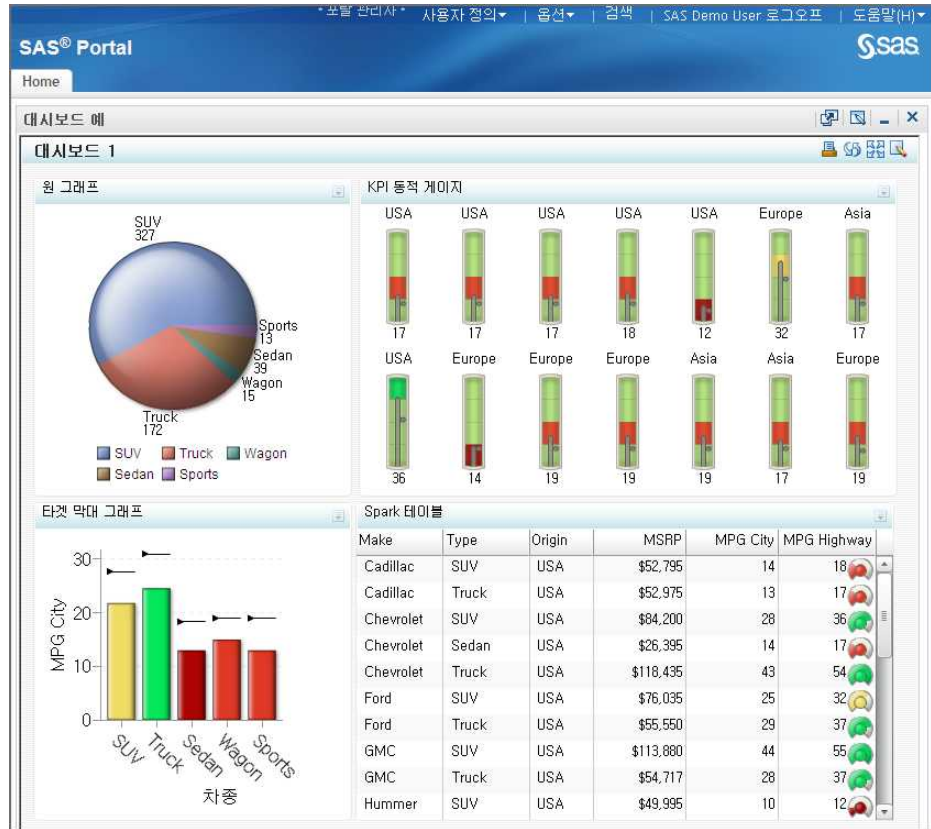 * 포탈 관리자 * 사용자 정의▾ | 옵션▾ | 검색 | SAS Demo User 로그오프 | 도움말(H)▾
SAS® Portal
sas
Home
대시보드 예
대시보드 1
원 그래프
SUV
327
Sports
13
Sedan
39
Wagon
15
Truck
172
SUV Truck Wagon
Sedan Sports
KPI 동적 게이지
USA USA USA USA USA Europe Asia
17 17 17 18 12 32 17
USA Europe Europe Europe Asia Asia Europe
36 14 19 19 19 17 19
타겟 막대 그래프
MPG City
30
20
10
0
SUV Truck Sedan Wagon Sports
차종
Spark 테이블
Make Type Origin MSRP MPG City MPG Highway
Cadillac SUV USA $52,795 14 18
Cadillac Truck USA $52,975 13 17
Chevrolet SUV USA $84,200 28 36
Chevrolet Sedan USA $26,395 14 17
Chevrolet Truck USA $118,435 43 54
Ford SUV USA $76,035 25 32
Ford Truck USA $55,550 29 37
GMC SUV USA $113,880 44 55
GMC Truck USA $54,717 28 37
Hummer SUV USA $49,995 10 12